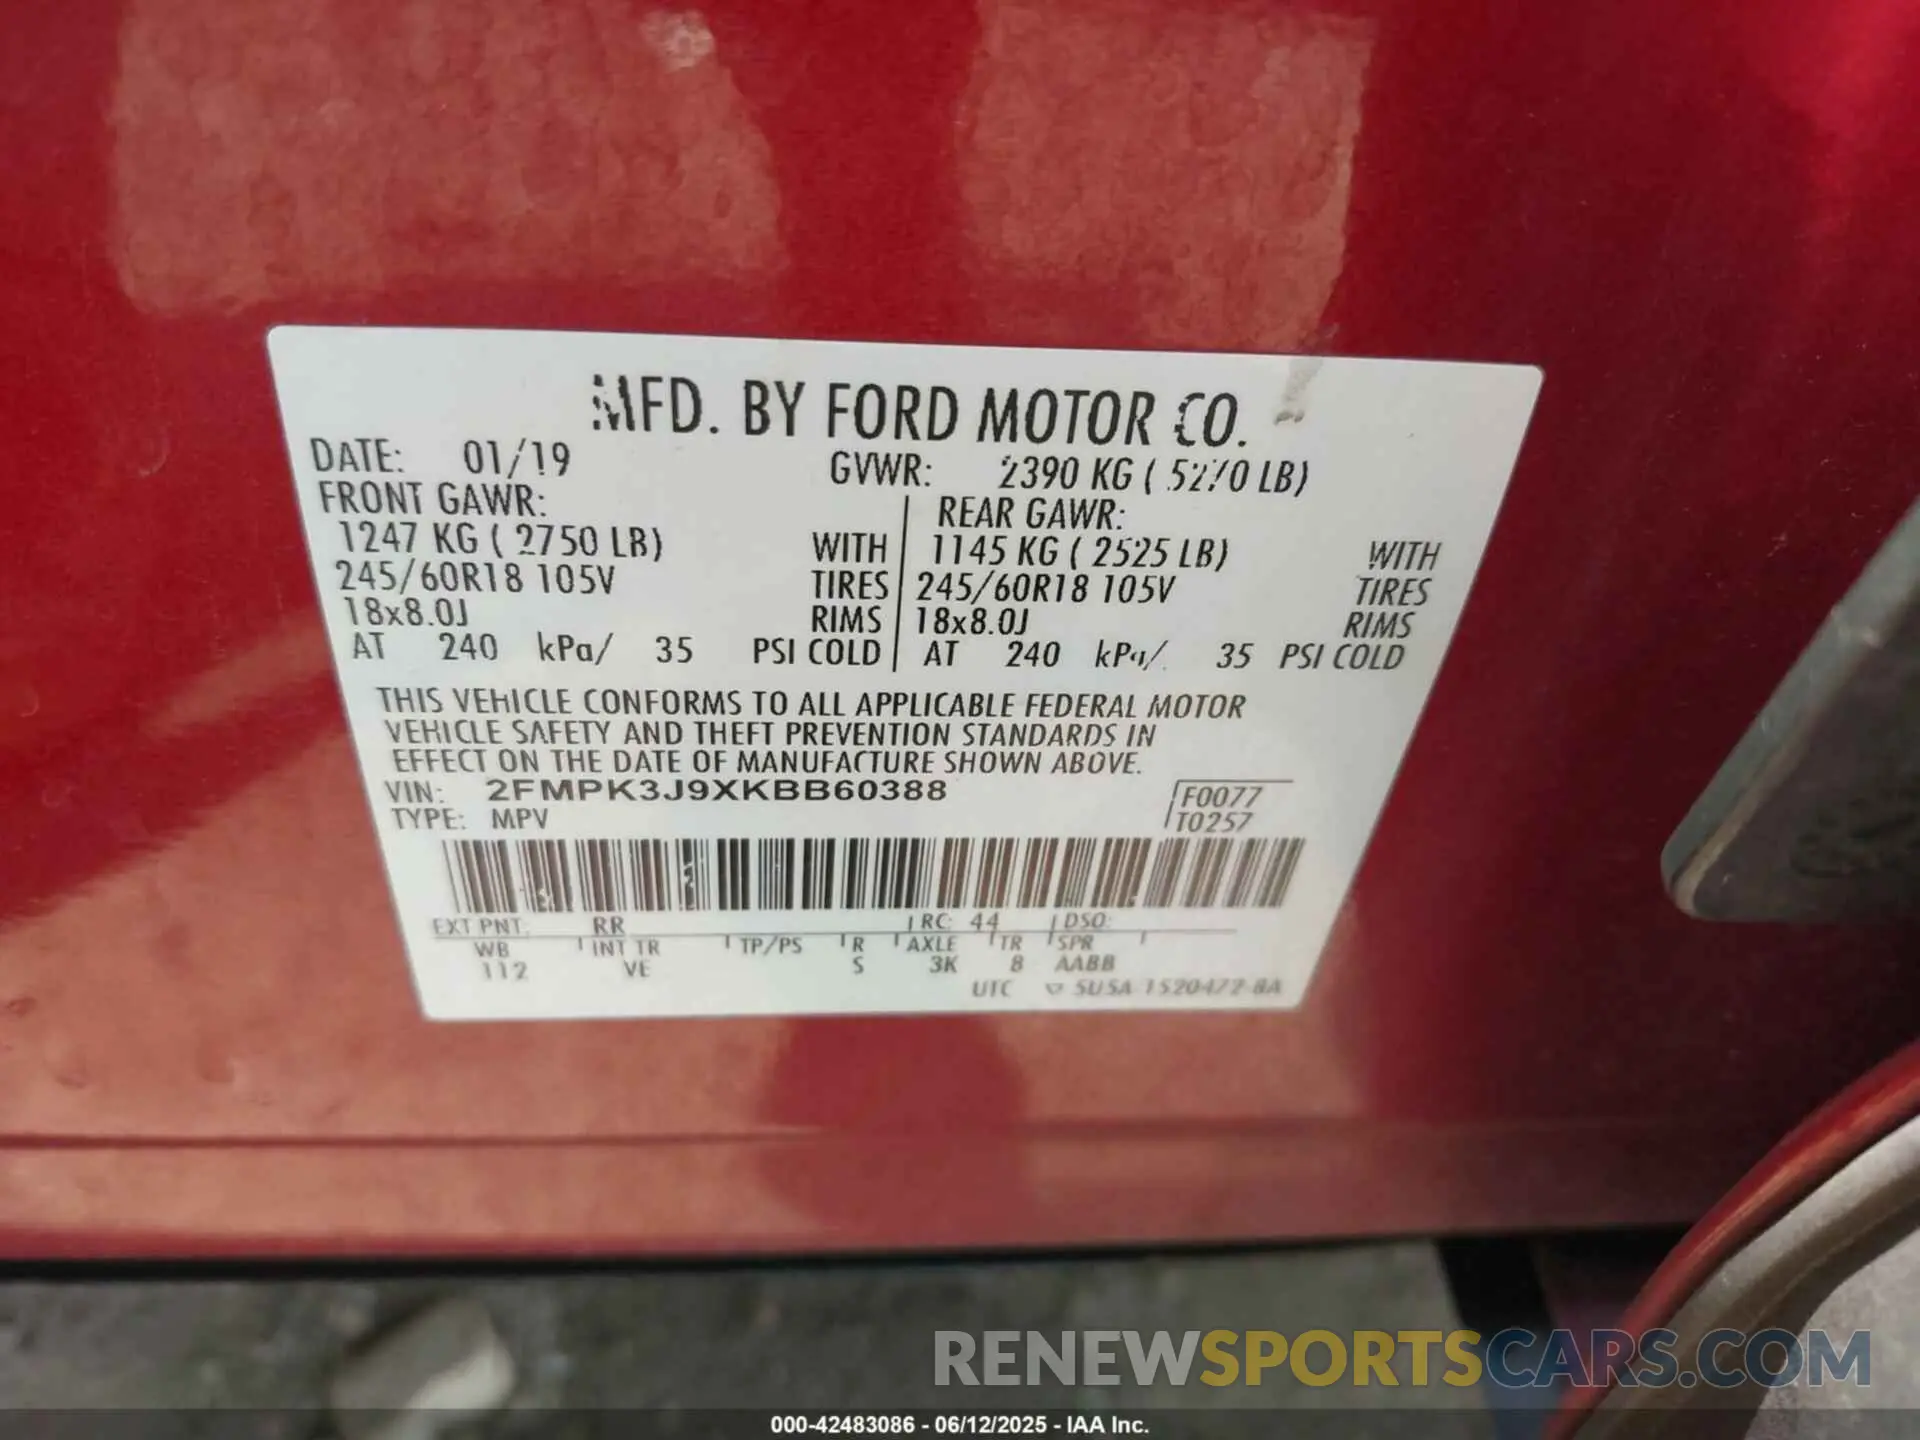 MFD. BY FORD MOTOR CO.
DATE: 01/19 GVWR: 2390 KG ( 5270 LB)
FRONT GAWR: REAR GAWR:
1247 KG ( 2750 LB) WITH 1145 KG ( 2525 LB) WITH
245/60R18 105V TIRES 245/60R18 105V TIRES
18x8.0J RIMS 18x8.0J RIMS
AT 240 kPa/ 35 PSI COLD AT 240 kPa/ 35 PSI COLD
THIS VEHICLE CONFORMS TO ALL APPLICABLE FEDERAL MOTOR
VEHICLE SAFETY AND THEFT PREVENTION STANDARDS IN
EFFECT ON THE DATE OF MANUFACTURE SHOWN ABOVE.
VIN: 2FMPK3J9XKBB60388 F0077
TYPE: MPV T0257
EXT PNT: RR RC: 44 DSO:
WB INT TR TP/PS R AXLE TR SPR
112 VE S 3K 8 AABB
UTC
RENEWSPORTSCARS.COM
000-42483086 - 06/12/2025 - IAA Inc.